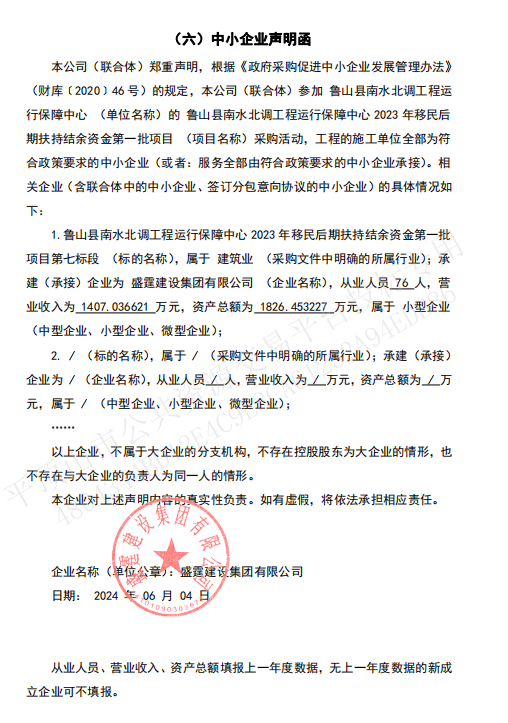 （六）中小企业声明函
本公司（联合体）郑重声明，根据《政府采购促进中小企业发展管理办法》
（财库〔2020〕46 号）的规定，本公司（联合体）参加 鲁山县南水北调工程运
行保障中心 （单位名称）的 鲁山县南水北调工程运行保障中心 2023 年移民后
期扶持结余资金第一批项目 （项目名称）采购活动，工程的施工单位全部为符
合政策要求的中小企业（或者：服务全部由符合政策要求的中小企业承接）。相
关企业（含联合体中的中小企业、签订分包意向协议的中小企业）的具体情况如
下：
1.鲁山县南水北调工程运行保障中心 2023 年移民后期扶持结余资金第一批
项目第七标段 （标的名称），属于 建筑业 （采购文件中明确的所属行业）；承
建（承接）企业为 盛霆建设集团有限公司 （企业名称），从业人员 76 人，营
业收入为 1407.036621 万元，资产总额为 1826.453227 万元，属于 小型企业
（中型企业、小型企业、微型企业）；
2. / （标的名称），属于 / （采购文件中明确的所属行业）；承建（承接）
企业为 / （企业名称），从业人员 / 人，营业收入为 / 万元，资产总额为 / 万
元，属于 / （中型企业、小型企业、微型企业）；
……
以上企业，不属于大企业的分支机构，不存在控股股东为大企业的情形，也
不存在与大企业的负责人为同一人的情形。
本企业对上述声明内容的真实性负责。如有虚假，将依法承担相应责任。
盛霆建设集团有限公司
企业名称（单位公章）：盛霆建设集团有限公司
日期： 2024 年 06 月 04 日
从业人员、营业收入、资产总额填报上一年度数据，无上一年度数据的新成
立企业可不填报。